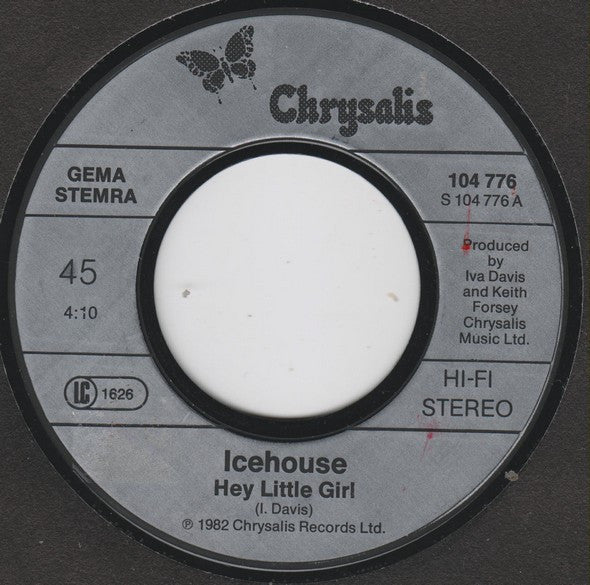 Chrysalis
GEMA
STEMRA
104 776
S 104 776 A
45
4:10
Produced
by
Iva Davis
and Keith
Forsey
Chrysalis
Music Ltd.
LC 1626
HI-FI
STEREO
Icehouse
Hey Little Girl
(I. Davis)
℗ 1982 Chrysalis Records Ltd.